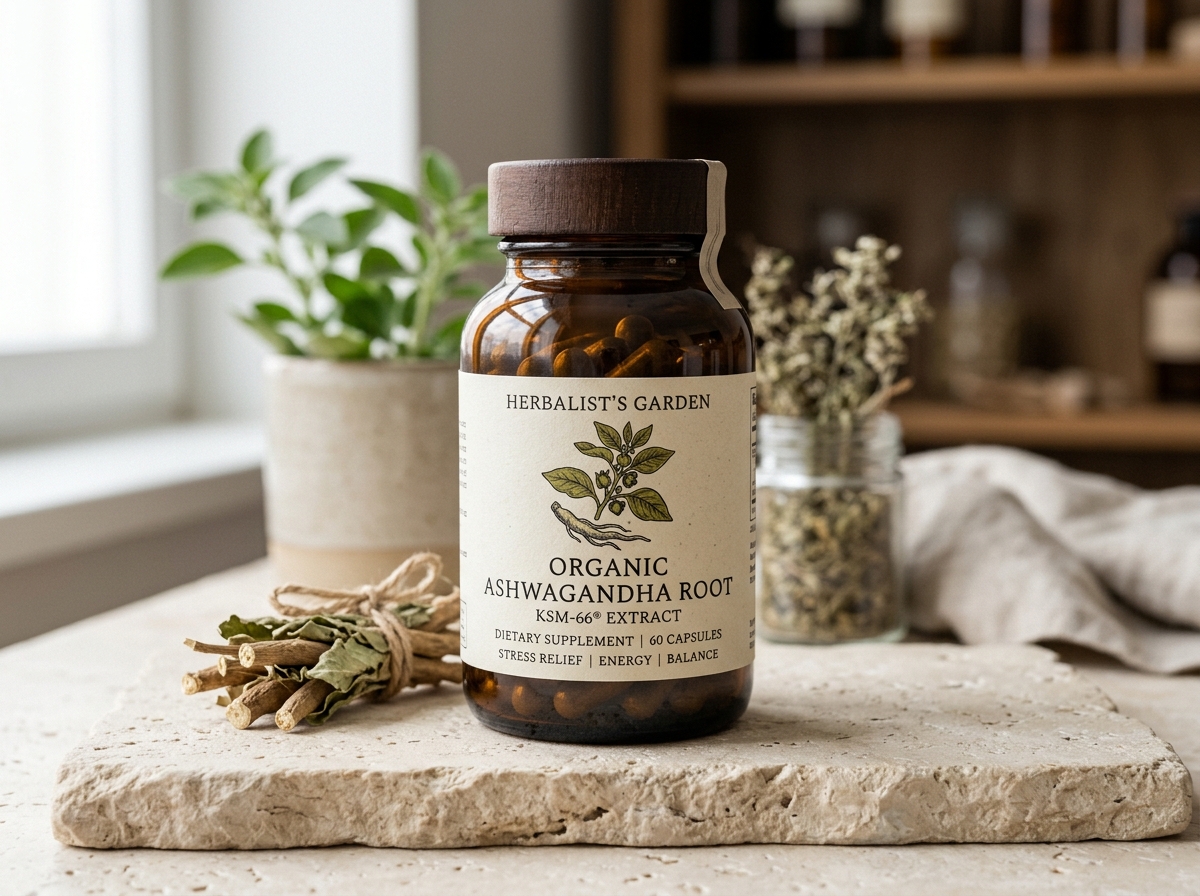 HERBALIST'S GARDEN
ORGANIC
ASHWAGANDHA ROOT
KSM-66® EXTRACT
DIETARY SUPPLEMENT | 60 CAPSULES
STRESS RELIEF | ENERGY | BALANCE